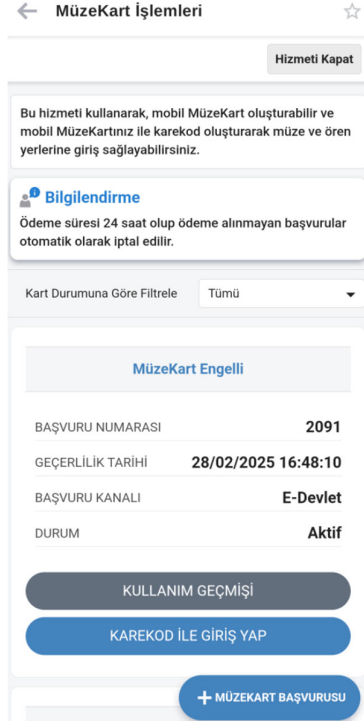 MüzeKart İşlemleri
Hizmeti Kapat
Bu hizmeti kullanarak, mobil MüzeKart oluşturabilir ve
mobil MüzeKartınız ile karekod oluşturarak müze ve ören
yerlerine giriş sağlayabilirsiniz.
Bilgilendirme
Ödeme süresi 24 saat olup ödeme alınmayan başvurular
otomatik olarak iptal edilir.
Kart Durumuna Göre Filtrele Tümü
MüzeKart Engelli
BAŞVURU NUMARASI 2091
GEÇERLİLİK TARİHİ 28/02/2025 16:48:10
BAŞVURU KANALI E-Devlet
DURUM Aktif
KULLANIM GEÇMİŞİ
KAREKOD İLE GİRİŞ YAP
+ MÜZEKART BAŞVURUSU